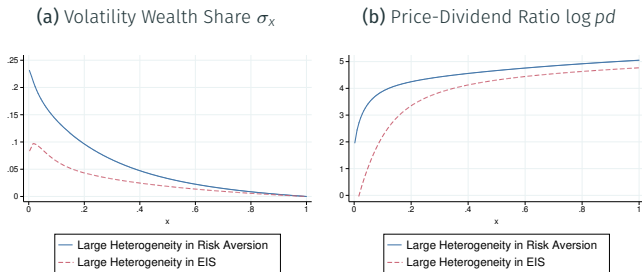 (a) Volatility Wealth Share σx
(b) Price-Dividend Ratio log pd
.25
.2
.15
.1
.05
0
0 .2 .4 .6 .8 1
x
Large Heterogeneity in Risk Aversion
Large Heterogeneity in EIS
5
4
3
2
1
0
0 .2 .4 .6 .8 1
x
Large Heterogeneity in Risk Aversion
Large Heterogeneity in EIS